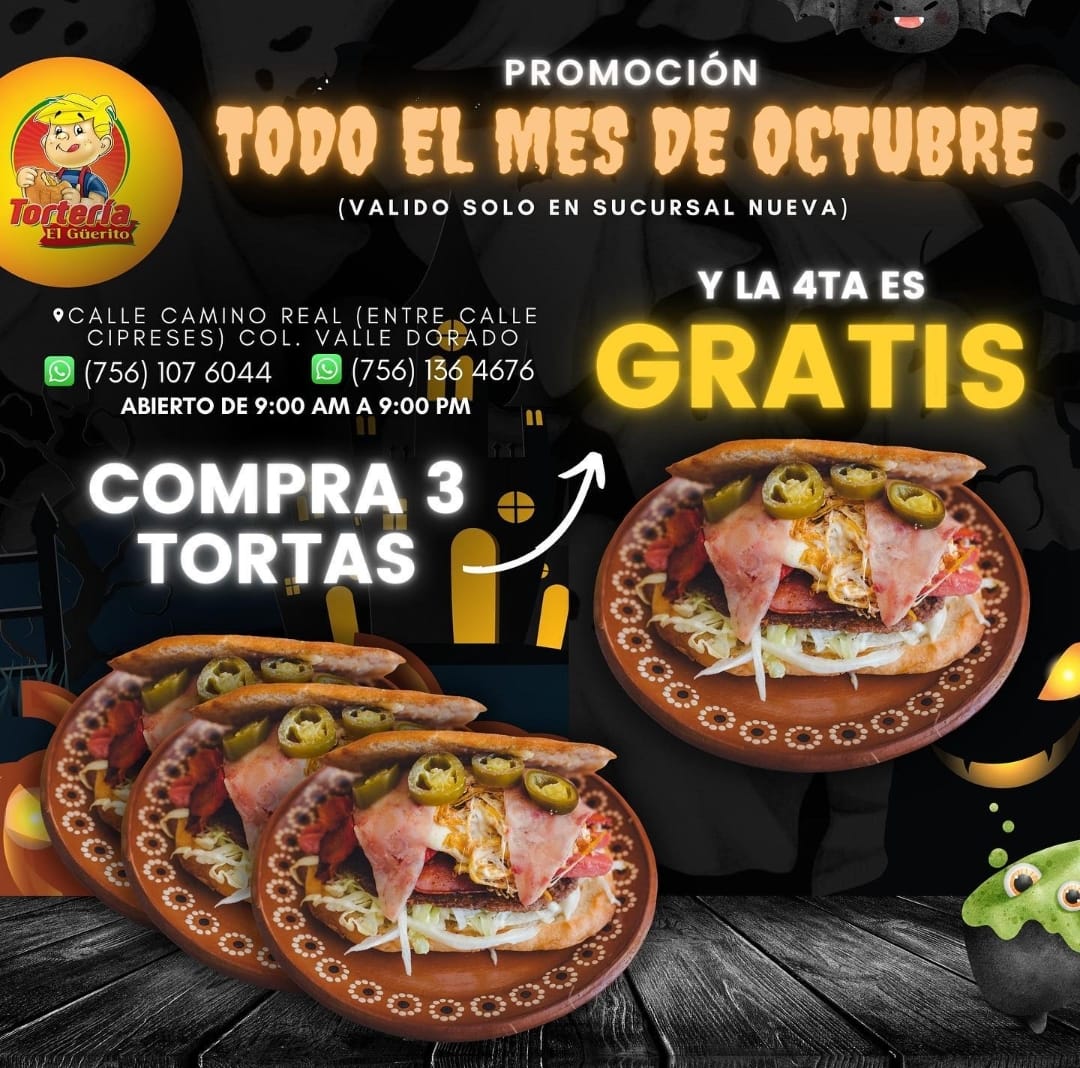 PROMOCIÓN
TODO EL MES DE OCTUBRE
(VALIDO SOLO EN SUCURSAL NUEVA)
Tortería
El Güerito
CALLE CAMINO REAL (ENTRE CALLE
CIPRESES) COL. VALLE DORADO
(756) 107 6044 (756) 136 4676
ABIERTO DE 9:00 AM A 9:00 PM
Y LA 4TA ES
GRATIS
COMPRA 3
TORTAS